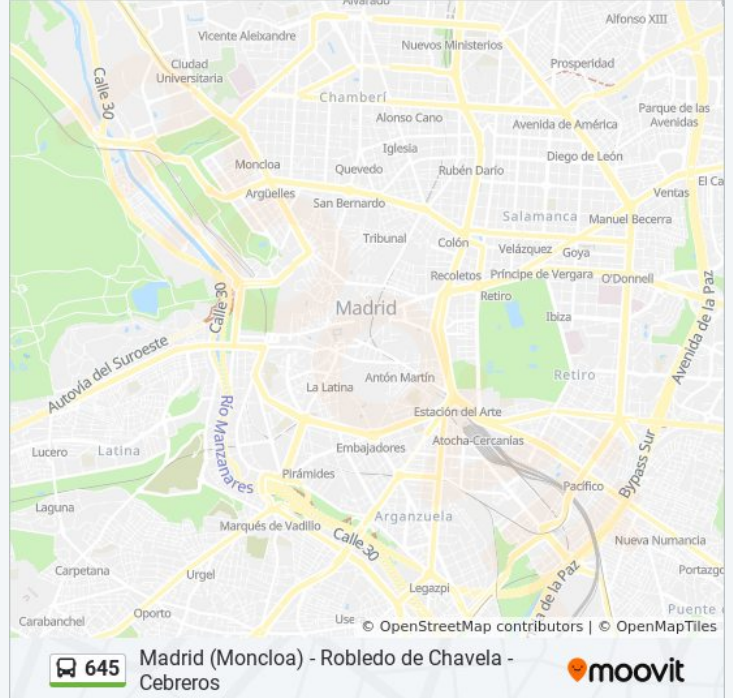 Alvarado
Alfonso XIII
Vicente Aleixandre
Nuevos Ministerios
Ciudad
Universitaria
Prosperidad
Calle 30
Chamberí
Parque de las
Avenidas
Alonso Cano
Avenida de América
Iglesia
Diego de León
Moncloa
Quevedo
Rubén Darío
El Ca
Argüelles
Ventas
San Bernardo
Salamanca
Manuel Becerra
Tribunal
Colón
Velázquez
Goya
Recoletos
Príncipe de Vergara
O'Donnell
Calle 30
Retiro
Madrid
Ibiza
Avenida de la Paz
Autovía del Suroeste
La Latina
Antón Martín
Retiro
Estación del Arte
Río Manzanares
Lucero
Latina
Embajadores
Atocha-Cercanías
Bypass Sur
Pirámides
Pacífico
Laguna
Arganzuela
Marqués de Vadillo
Calle 30
Nueva Numancia
Carpetana
Urgel
Legazpi
a de la Paz
Portazgo
Oporto
Puente
Carabanchel
Use
© OpenStreetMap contributors | © OpenMapTiles
645
Madrid (Moncloa) - Robledo de Chavela -
Cebreros
moovit